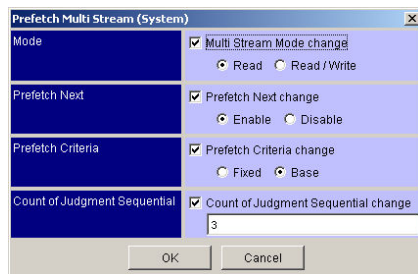 Prefetch Multi Stream (System)
Mode
Multi Stream Mode change
Read Read / Write
Prefetch Next
Prefetch Next change
Enable Disable
Prefetch Criteria
Prefetch Criteria change
Fixed Base
Count of Judgment Sequential
Count of Judgment Sequential change
3
OK Cancel